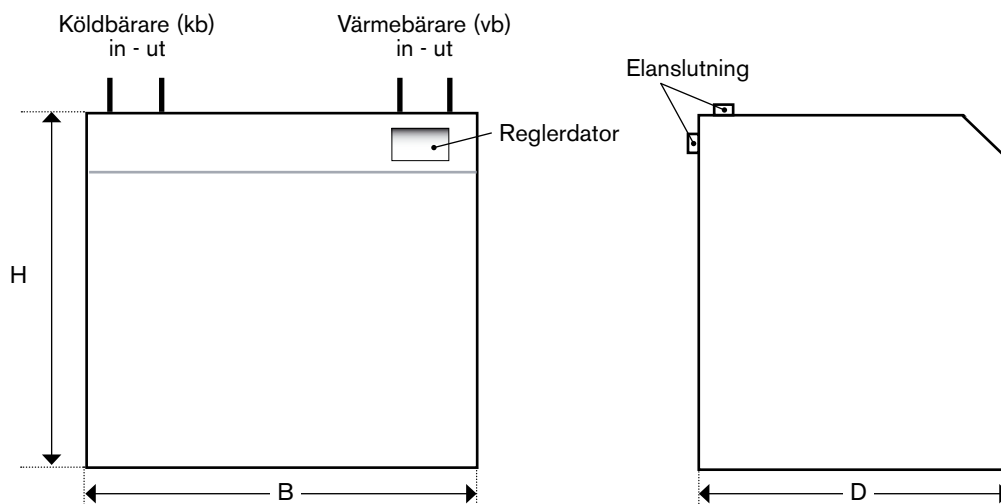 Köldbärare (kb)
in - ut
Värmebärare (vb)
in - ut
Elanslutning
Reglerdator
H
B
D